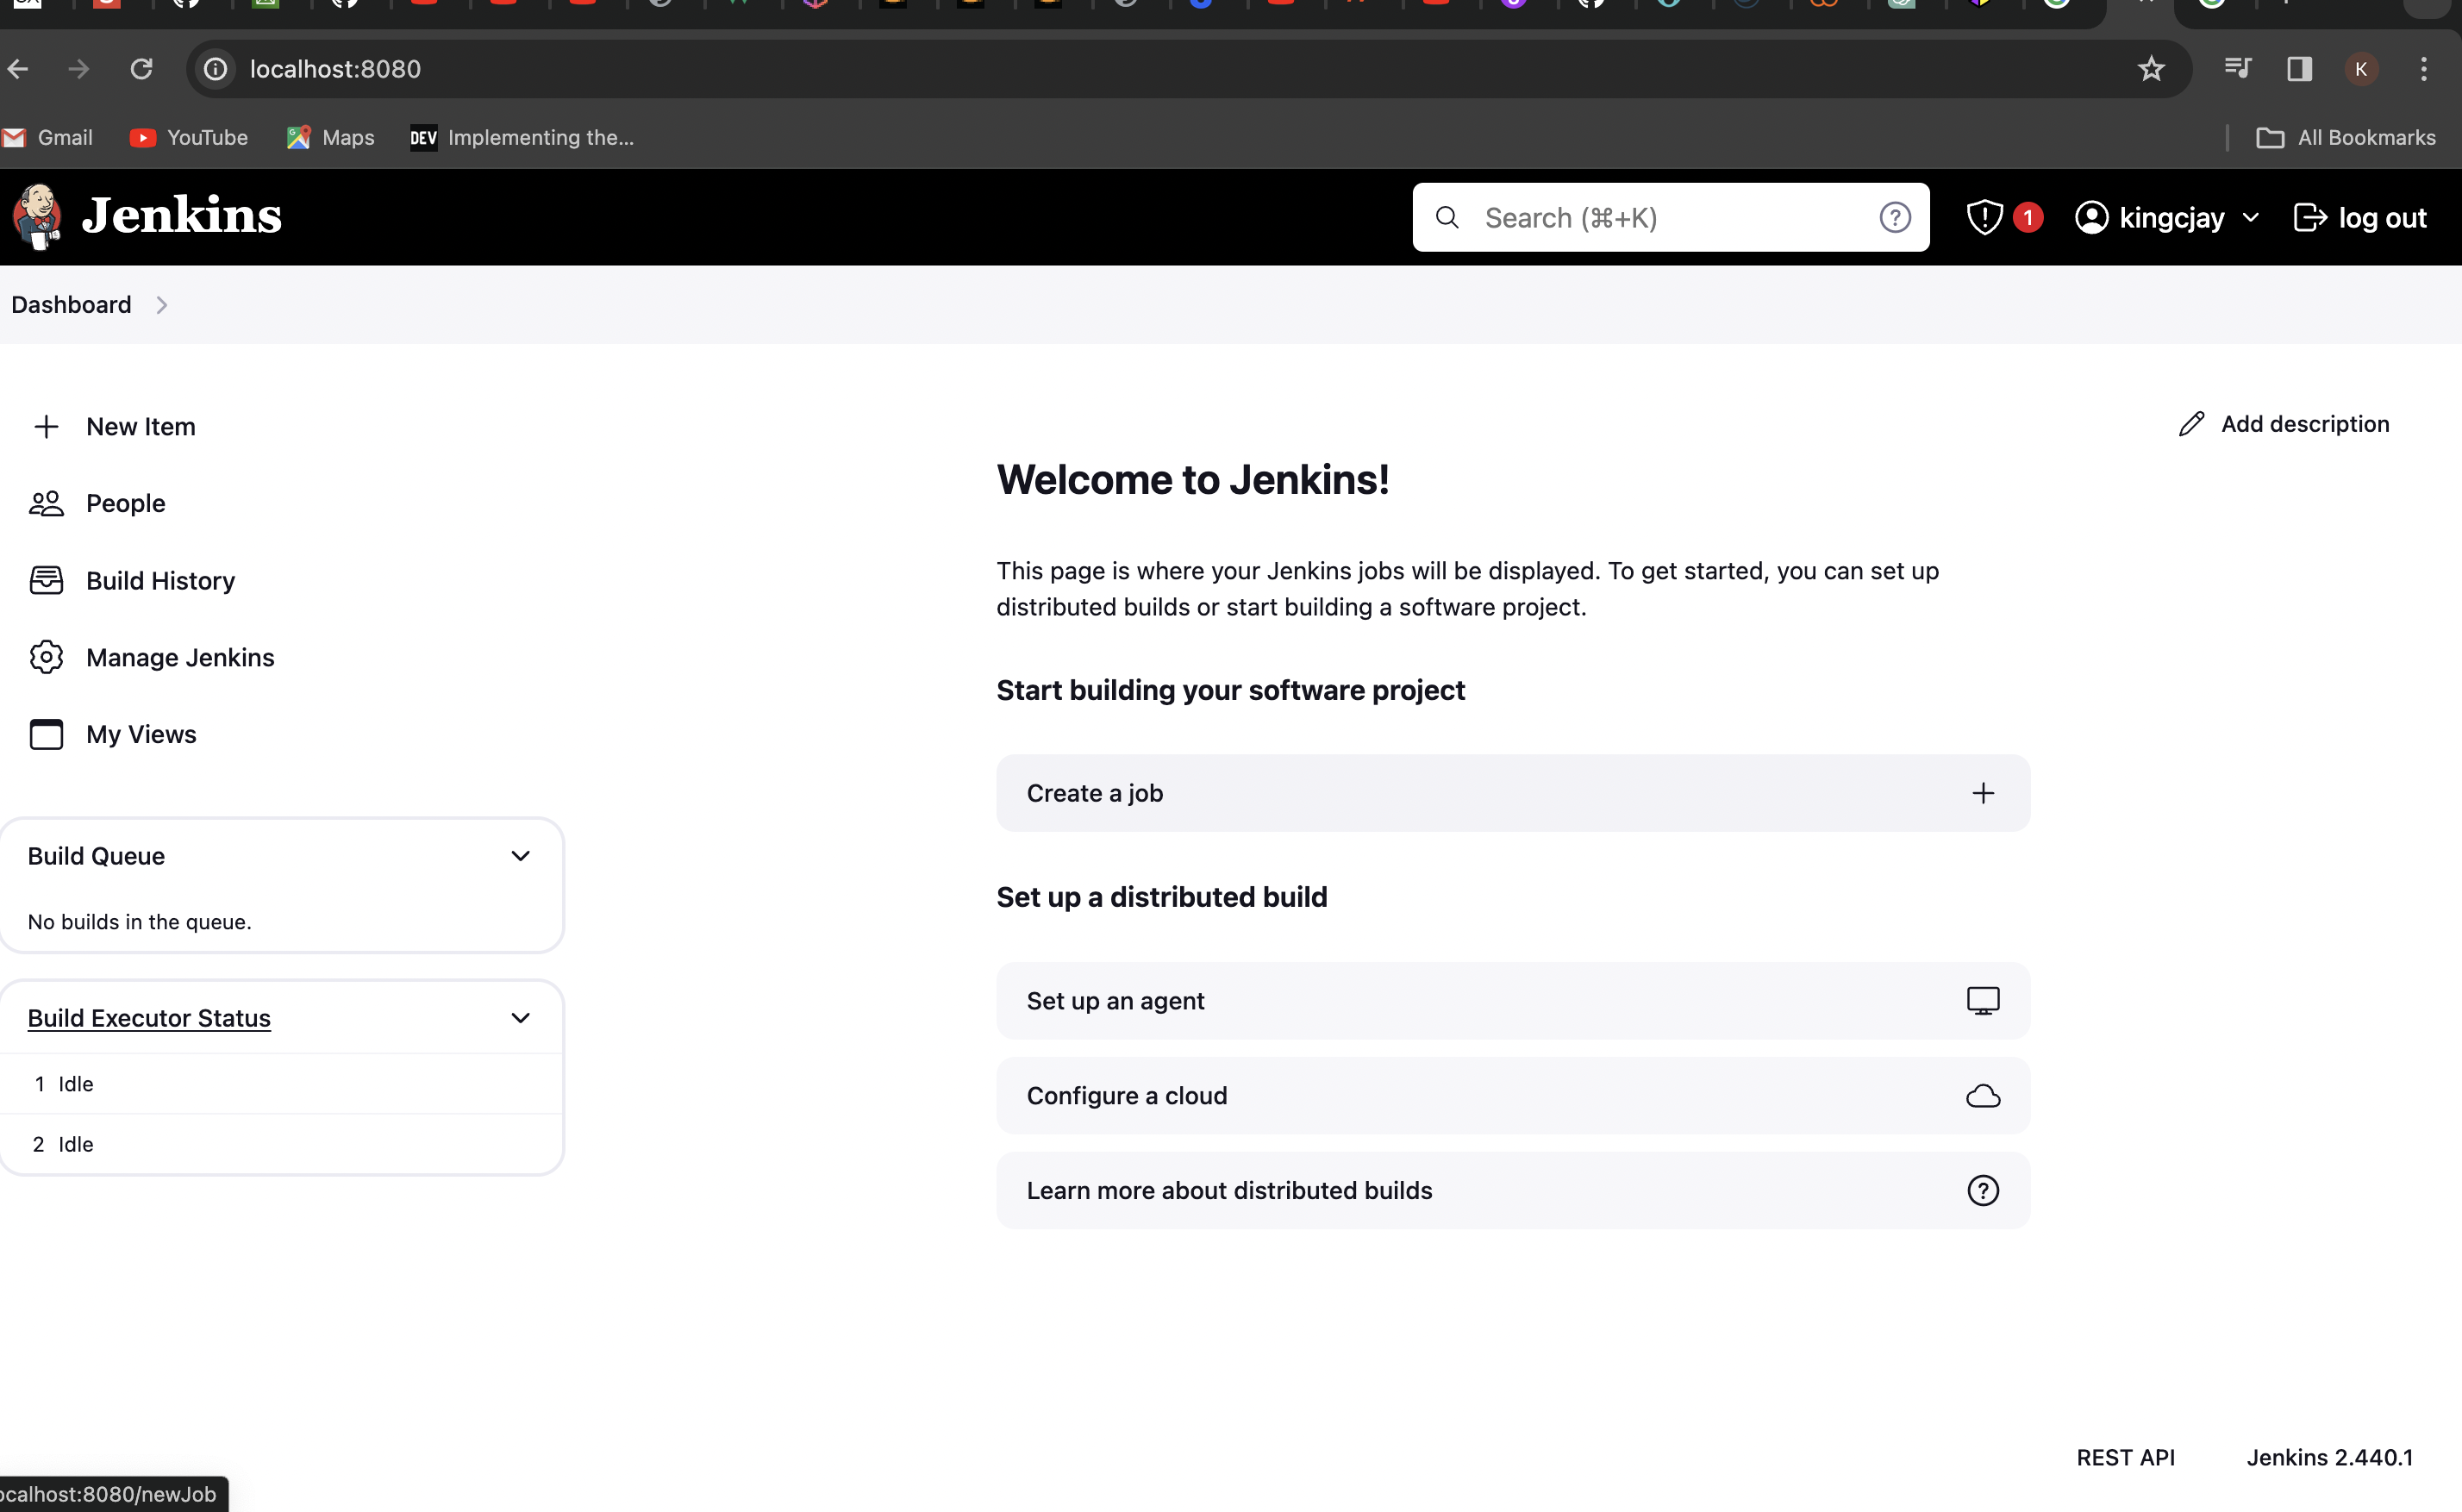 localhost:8080
Gmail
YouTube
Maps
DEV
Implementing the...
All Bookmarks
Jenkins
Search (⌘+K)
1
kingcjay
log out
Dashboard
New Item
People
Build History
Manage Jenkins
My Views
Build Queue
No builds in the queue.
Build Executor Status
1 Idle
2 Idle
Add description
Welcome to Jenkins!
This page is where your Jenkins jobs will be displayed. To get started, you can set up
distributed builds or start building a software project.
Start building your software project
Create a job
Set up a distributed build
Set up an agent
Configure a cloud
Learn more about distributed builds
REST API
Jenkins 2.440.1
ocalhost:8080/newJob
K